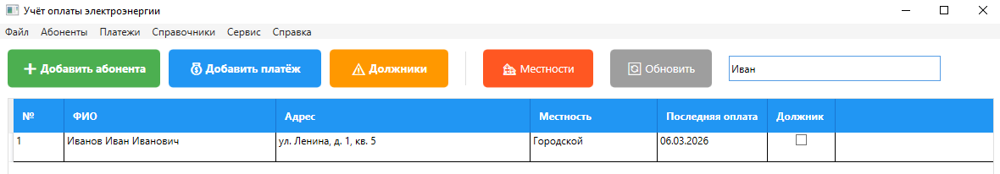 Учёт оплаты электроэнергии
Файл Абоненты Платежи Справочники Сервис Справка
Добавить абонента Добавить платёж Должники Местности Обновить Иван
№ ФИО Адрес Местность Последняя оплата Должник
1 Иванов Иван Иванович ул. Ленина, д. 1, кв. 5 Городской 06.03.2026